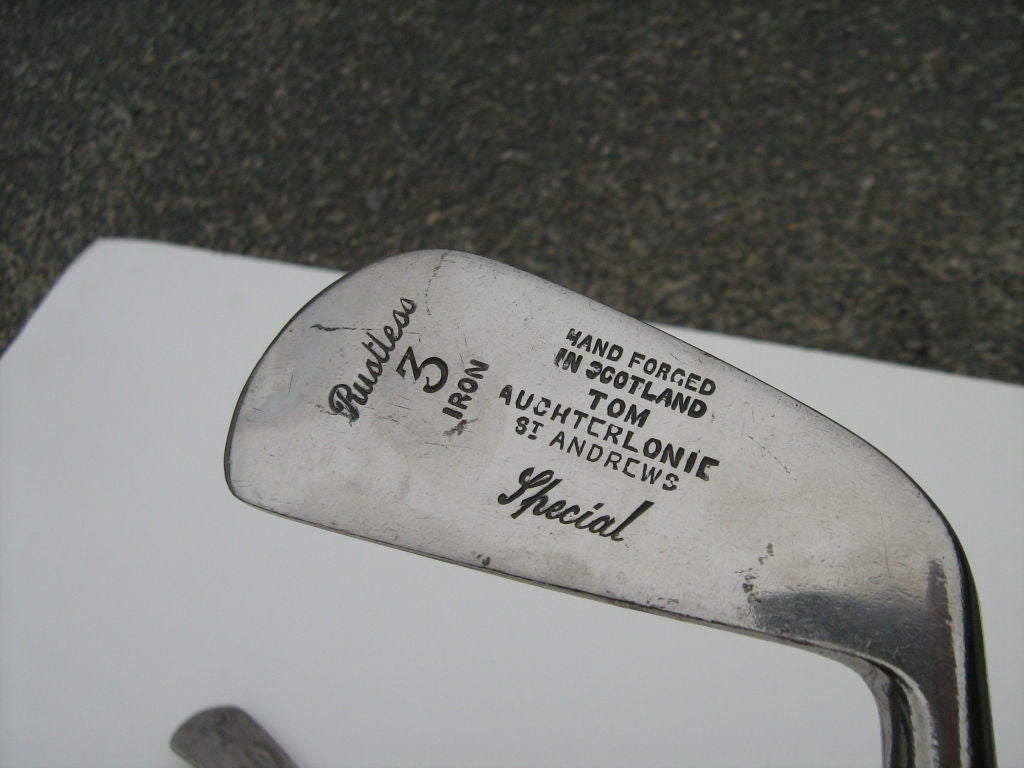 Rustless
3
IRON
HAND FORGED
IN SCOTLAND
TOM
AUCHTERLONIE
ST ANDREWS
Special